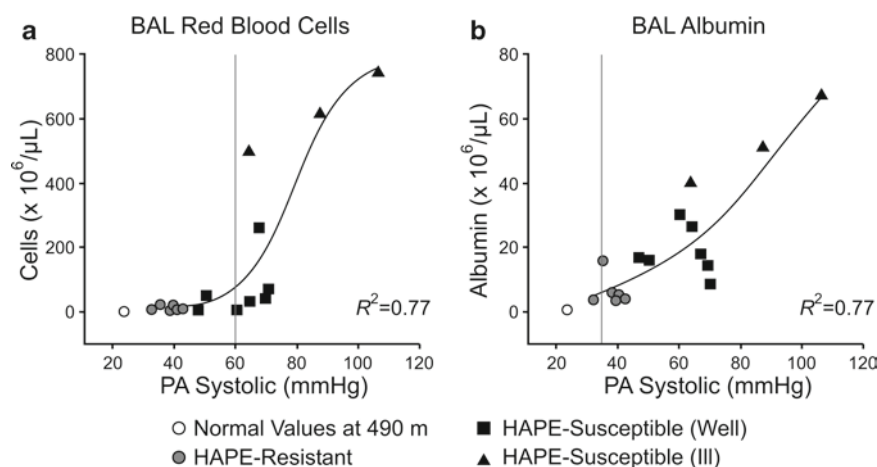 a
BAL Red Blood Cells
b
BAL Albumin
800
600
400
200
0
Cells (x 10⁶/μL)
20 40 60 80 100 120
PA Systolic (mmHg)
R²=0.77
80
60
40
20
0
Albumin (x 10⁶/μL)
20 40 60 80 100 120
PA Systolic (mmHg)
R²=0.77
Normal Values at 490 m
HAPE-Resistant
HAPE-Susceptible (Well)
HAPE-Susceptible (Ill)